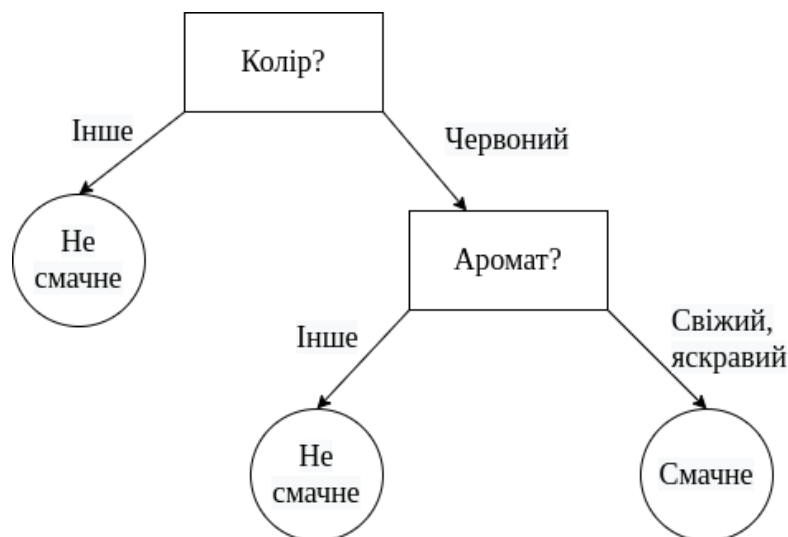 Колір?
Інше
Червоний
Не
смачне
Аромат?
Інше
Свіжий,
яскравий
Не
смачне
Смачне